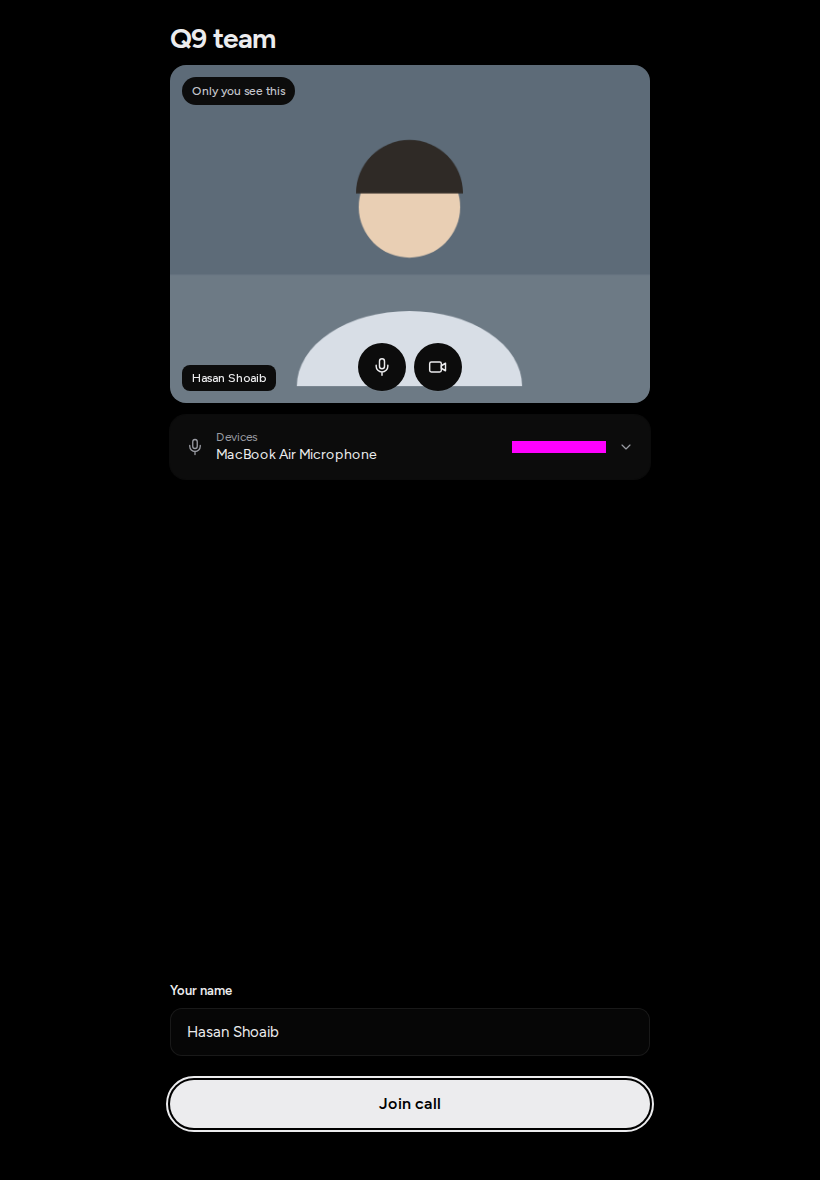 Q9 team
Only you see this
Hasan Shoaib
Devices
MacBook Air Microphone
Your name
Hasan Shoaib
Join call